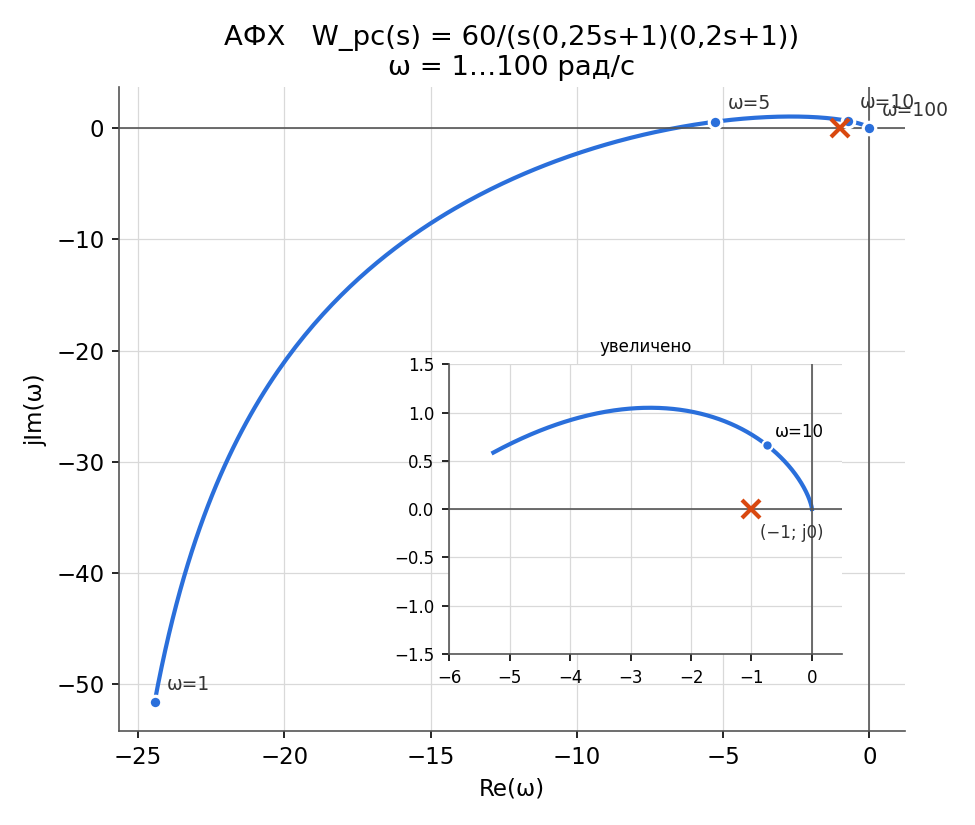 АФХ   W_pc(s) = 60/(s(0,25s+1)(0,2s+1))
ω = 1…100 рад/с
ω=5
ω=10
ω=100
0
−10
−20
−30
−40
−50
jIm(ω)
ω=1
увеличено
1.5
1.0
0.5
0.0
−0.5
−1.0
−1.5
ω=10
(−1; j0)
−6 −5 −4 −3 −2 −1 0
−25 −20 −15 −10 −5 0
Re(ω)